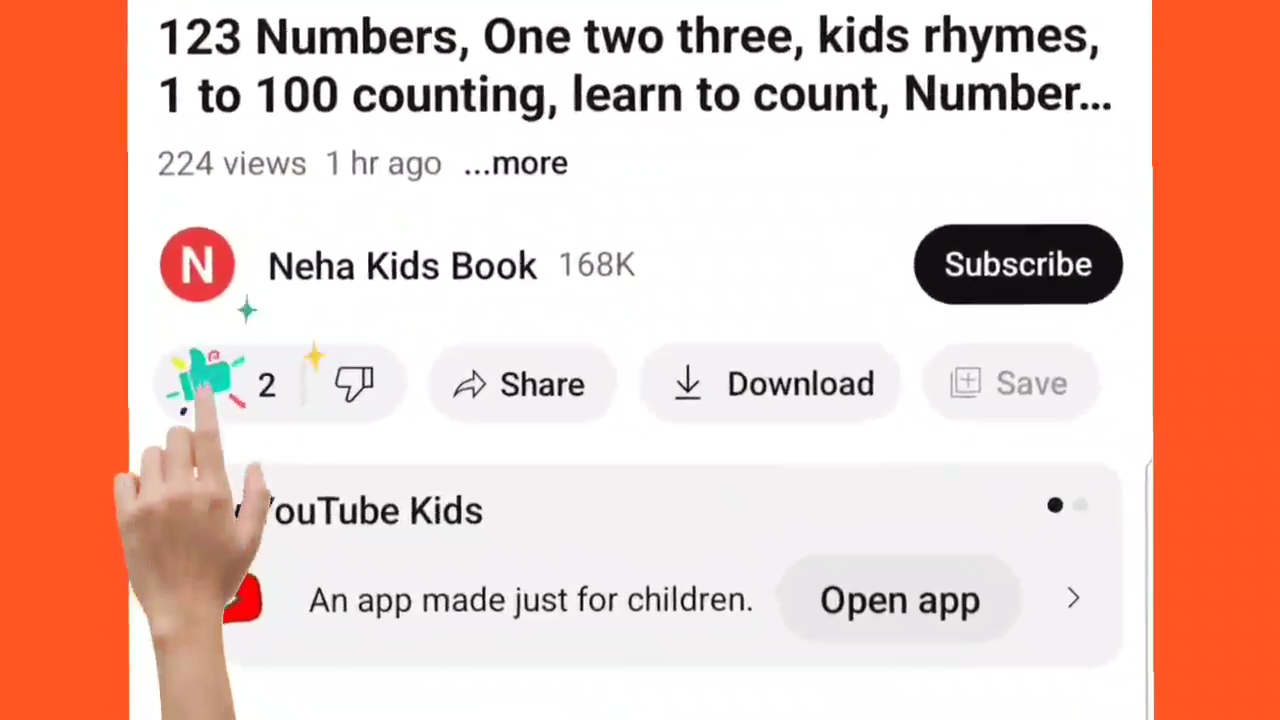 123 Numbers, One two three, kids rhymes,
1 to 100 counting, learn to count, Number...
224 views 1 hr ago ...more
N Neha Kids Book 168K Subscribe
2 Share Download Save
ouTube Kids
An app made just for children. Open app